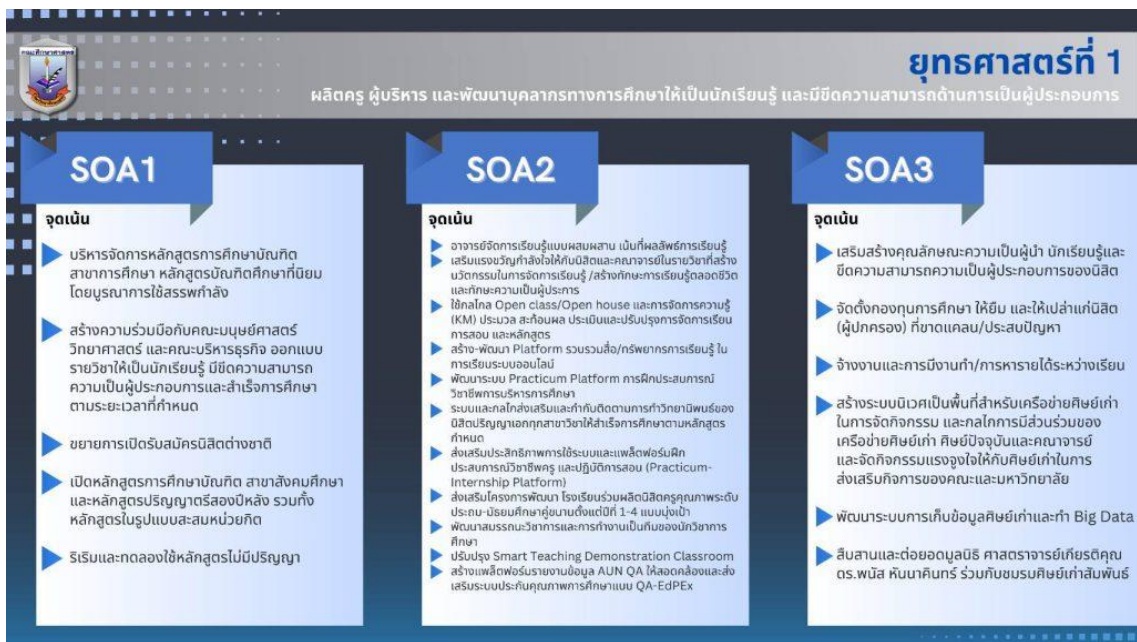 คณะศึกษาศาสตร์
ยุทธศาสตร์ที่ 1
ผลิตครู ผู้บริหาร และพัฒนาบุคลากรทางการศึกษาให้เป็นนักเรียนรู้ และมีขีดความสามารถด้านการเป็นผู้ประกอบการ
SOA1
จุดเน้น
บริหารจัดการหลักสูตรการศึกษาบัณฑิต
สาขาการศึกษา หลักสูตรบัณฑิตศึกษาที่นิยม
โดยบูรณาการใช้สรรพกำลัง
สร้างความร่วมมือกับคณะมนุษย์ศาสตร์
วิทยาศาสตร์ และคณะบริหารธุรกิจ ออกแบบ
รายวิชาให้เป็นนักเรียนรู้ มีขีดความสามารถ
ความเป็นผู้ประกอบการและสำเร็จการศึกษา
ตามระยะเวลาที่กำหนด
ขยายการเปิดรับสมัครนิสิตต่างชาติ
เปิดหลักสูตรการศึกษาบัณฑิต สาขาสังคมศึกษา
และหลักสูตรปริญญาตรีสองปีหลัง รวมทั้ง
หลักสูตรในรูปแบบสะสมหน่วยกิต
ริเริ่มและทดลองใช้หลักสูตรไม่มีปริญญา
SOA2
จุดเน้น
อาจารย์จัดการเรียนรู้แบบผสมผสาน เน้นที่ผลลัพธ์การเรียนรู้
เสริมแรงขวัญกำลังใจให้กับนิสิตและคณาจารย์ในรายวิชาที่สร้าง
นวัตกรรมในการจัดการเรียนรู้ /สร้างทักษะการเรียนรู้ตลอดชีวิต
และทักษะความเป็นผู้ประการ
ใช้กลไกล Open class/Open house และการจัดการความรู้
(KM) ประมวล สะท้อนผล ประเมินและปรับปรุงการจัดการเรียน
การสอน และหลักสูตร
สร้าง-พัฒนา Platform รวบรวมสื่อ/ทรัพยากรการเรียนรู้ ใน
การเรียนระบบออนไลน์
พัฒนาระบบ Practicum Platform การฝึกประสบการณ์
วิชาชีพการบริหารการศึกษา
ระบบและกลไกส่งเสริมและกำกับติดตามการทำวิทยานิพนธ์ของ
นิสิตปริญญาเอกทุกสาขาวิชาให้สำเร็จการศึกษาตามหลักสูตร
กำหนด
ส่งเสริมประสิทธิภาพการใช้ระบบและแพล็ตฟอร์มฝึก
ประสบการณ์วิชาชีพครู และปฏิบัติการสอน (Practicum-
Internship Platform)
ส่งเสริมโครงการพัฒนา โรงเรียนร่วมผลิตนิสิตครูคุณภาพระดับ
ประถม-มัธยมศึกษาคู่ขนานตั้งแต่ปีที่ 1-4 แบบมุ่งเป้า
พัฒนาสมรรถนะวิชาการและการทำงานเป็นทีมของนักวิชาการ
ศึกษา
ปรับปรุง Smart Teaching Demonstration Classroom
สร้างแพล็ตฟอร์มรายงานข้อมูล AUN QA ให้สอดคล้องและส่ง
เสริมระบบประกันคุณภาพการศึกษาแบบ QA-EdPEx
SOA3
จุดเน้น
เสริมสร้างคุณลักษณะความเป็นผู้นำ นักเรียนรู้และ
ขีดความสามารถความเป็นผู้ประกอบการของนิสิต
จัดตั้งกองทุนการศึกษา ให้ยืม และให้เปล่าแก่นิสิต
(ผู้ปกครอง) ที่ขาดแคลน/ประสบปัญหา
จ้างงานและการมีงานทำ/การหารายได้ระหว่างเรียน
สร้างระบบนิเวศเป็นพื้นที่สำหรับเครือข่ายศิษย์เก่า
ในการจัดกิจกรรม และกลไกการมีส่วนร่วมของ
เครือข่ายศิษย์เก่า ศิษย์ปัจจุบันและคณาจารย์
และจัดกิจกรรมแรงจูงใจให้กับศิษย์เก่าในการ
ส่งเสริมกิจการของคณะและมหาวิทยาลัย
พัฒนาระบบการเก็บข้อมูลศิษย์เก่าและทำ Big Data
สืบสานและต่อยอดมูลนิธิ ศาสตราจารย์เกียรติคุณ
ดร.พนัส หันนาคินทร์ ร่วมกับชมรมศิษย์เก่าสัมพันธ์